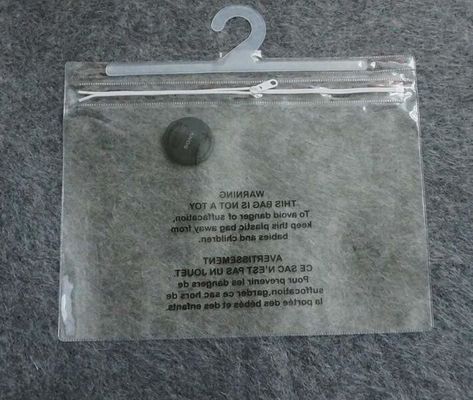 WARNING
THIS BAG IS NOT A TOY
To avoid danger of suffacation,
keep this plastic bag away from
babies and children.
AVERTISSEMENT
CE SAC N'EST PAS UN JOUET
Pour prevenir les dangers de
suffocation,garder ce sac hors de
la portée des bébés et des enfants.